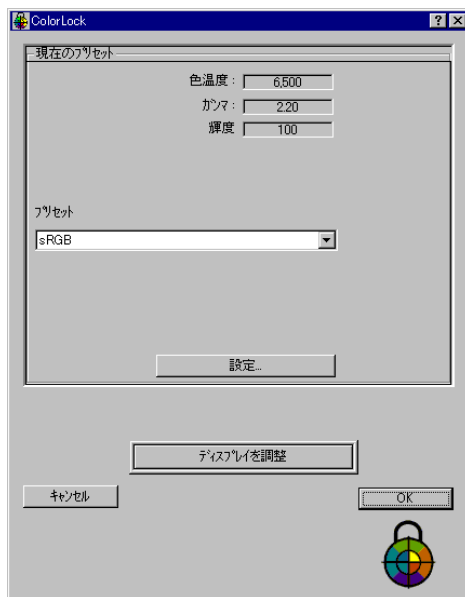 ColorLock
現在のﾌﾟﾘｾｯﾄ
色温度： 6,500
ｶﾞﾝﾏ： 2.20
輝度 100
ﾌﾟﾘｾｯﾄ
sRGB
設定...
ﾃﾞｨｽﾌﾟﾚｲを調整
ｷｬﾝｾﾙ
OK